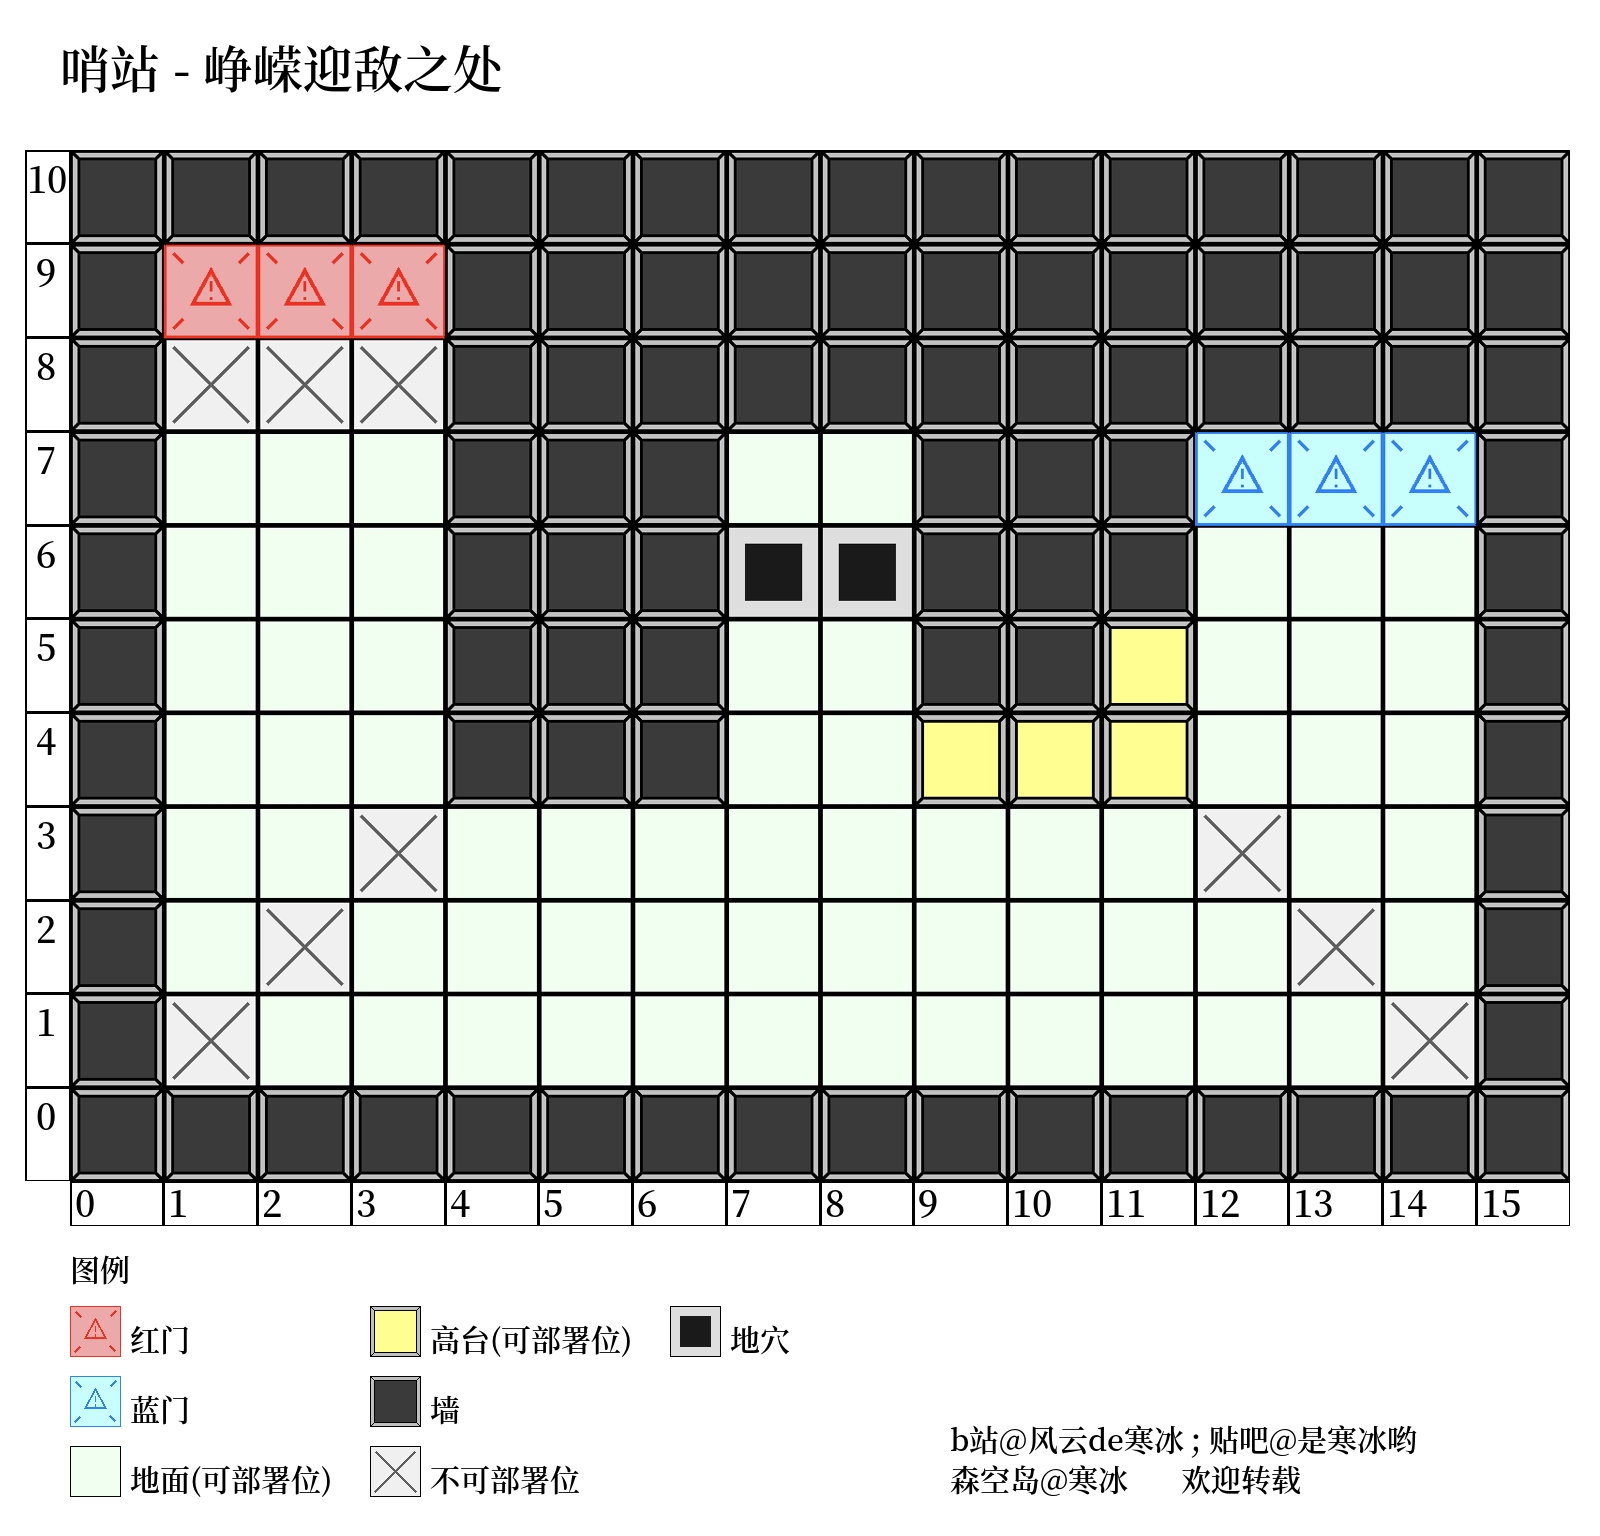 哨站 - 峥嵘迎敌之处
10
9
8
7
6
5
4
3
2
1
0
0 1 2 3 4 5 6 7 8 9 10 11 12 13 14 15
图例
红门 高台(可部署位) 地穴
蓝门 墙
地面(可部署位) 不可部署位
b站@风云de寒冰 ; 贴吧@是寒冰哟
森空岛@寒冰 欢迎转载